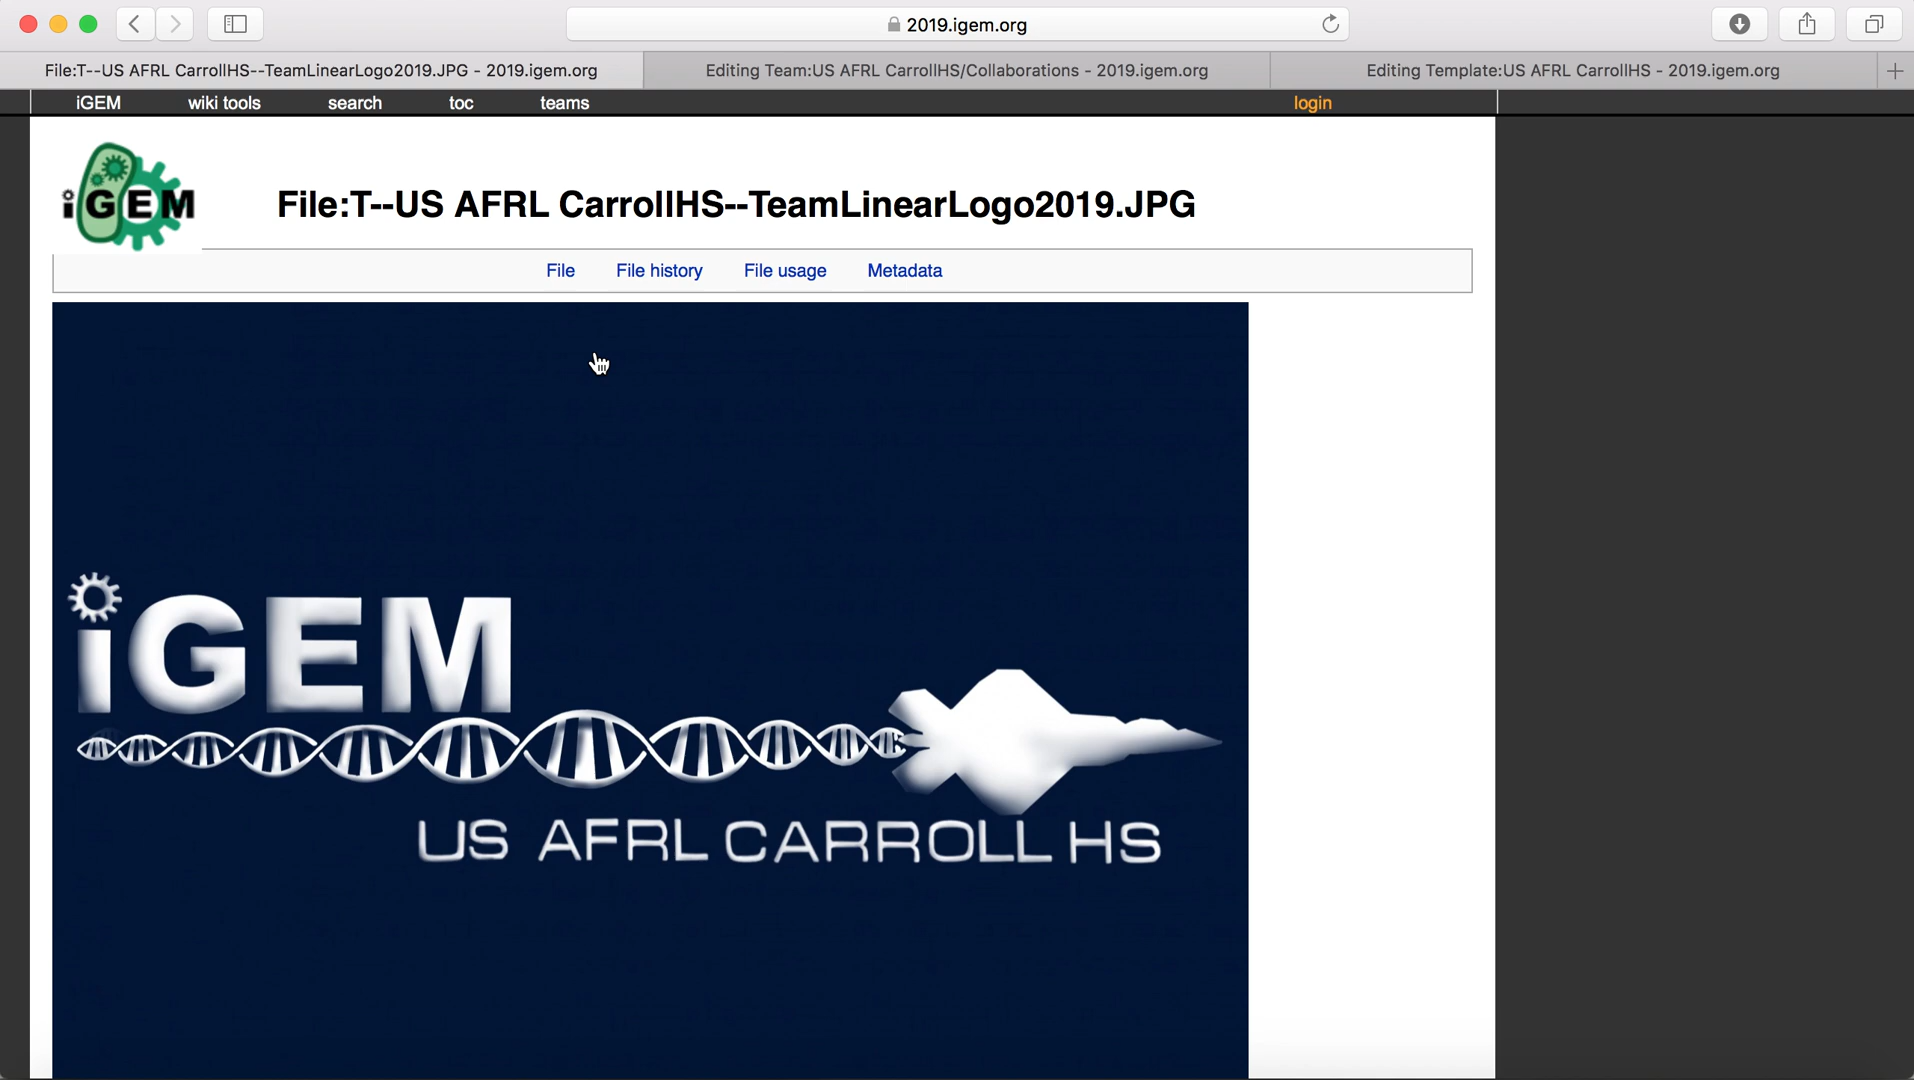 2019.igem.org
File:T--US AFRL CarrollHS--TeamLinearLogo2019.JPG - 2019.igem.org
Editing Team:US AFRL CarrollHS/Collaborations - 2019.igem.org
Editing Template:US AFRL CarrollHS - 2019.igem.org
iGEM wiki tools search toc teams login
iGEM
File:T--US AFRL CarrollHS--TeamLinearLogo2019.JPG
File File history File usage Metadata
iGEM
US AFRL CARROLL HS